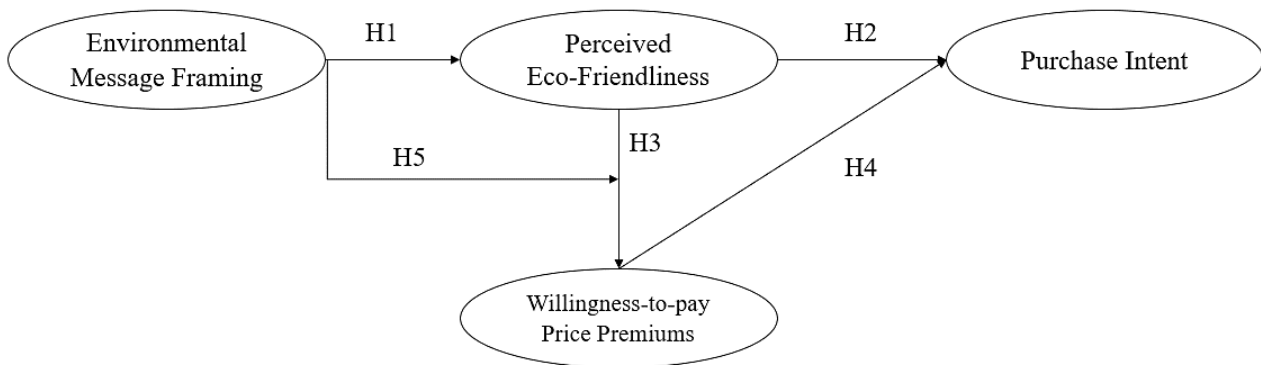 Environmental
Message Framing
H1
Perceived
Eco-Friendliness
H2
Purchase Intent
H5
H3
H4
Willingness-to-pay
Price Premiums